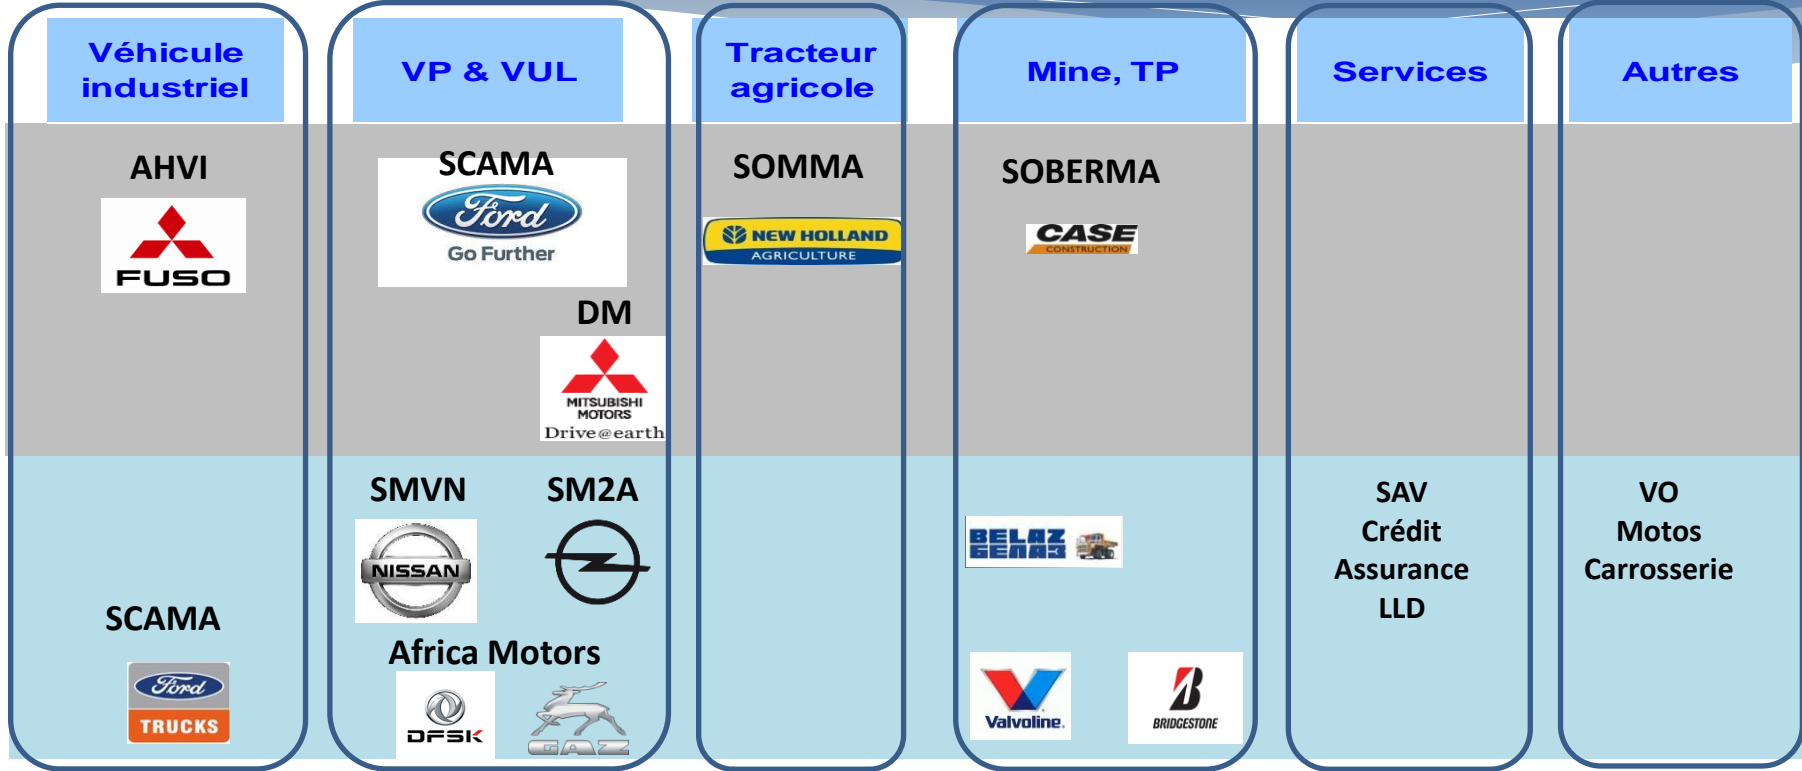 Véhicule
industriel
VP & VUL
Tracteur
agricole
Mine, TP
Services
Autres
AHVI
FUSO
SCAMA
Ford
Go Further
DM
MITSUBISHI
MOTORS
Drive@earth
SOMMA
NEW HOLLAND
AGRICULTURE
SOBERMA
CASE
CONSTRUCTION
SCAMA
Ford
TRUCKS
SMVN
NISSAN
SM2A
Africa Motors
DFSK
GAZ
BELAZ
БЕЛАЗ
Valvoline.
BRIDGESTONE
SAV
Crédit
Assurance
LLD
VO
Motos
Carrosserie